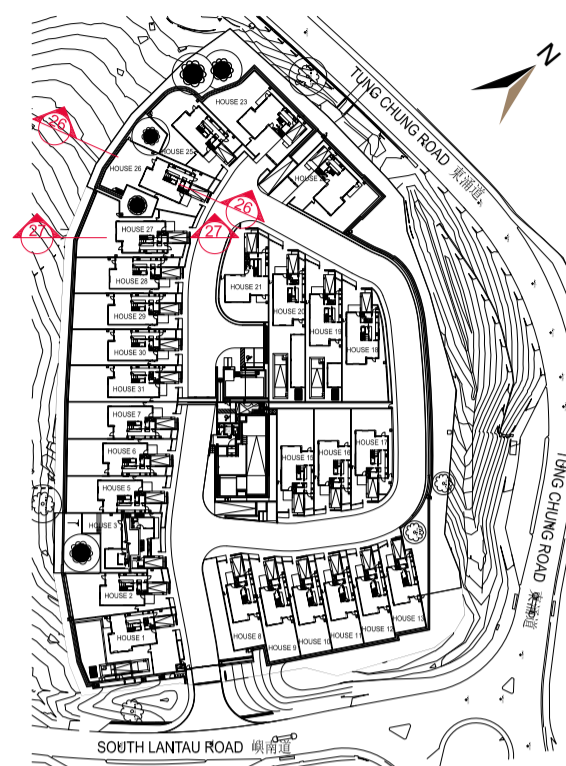 N
HOUSE 23
TUNG CHUNG ROAD 東涌道
26
HOUSE 25
HOUSE 26
26
HOUSE 27
27
27
HOUSE 28
HOUSE 21
HOUSE 20
HOUSE 29
HOUSE 19
HOUSE 18
HOUSE 30
HOUSE 31
HOUSE 7
HOUSE 17
HOUSE 6
HOUSE 15
HOUSE 16
HOUSE 5
HOUSE 3
TUNG CHUNG ROAD 東涌道
HOUSE 2
HOUSE 13
HOUSE 1
HOUSE 8
HOUSE 9
HOUSE 10
HOUSE 11
HOUSE 12
SOUTH LANTAU ROAD 嶼南道